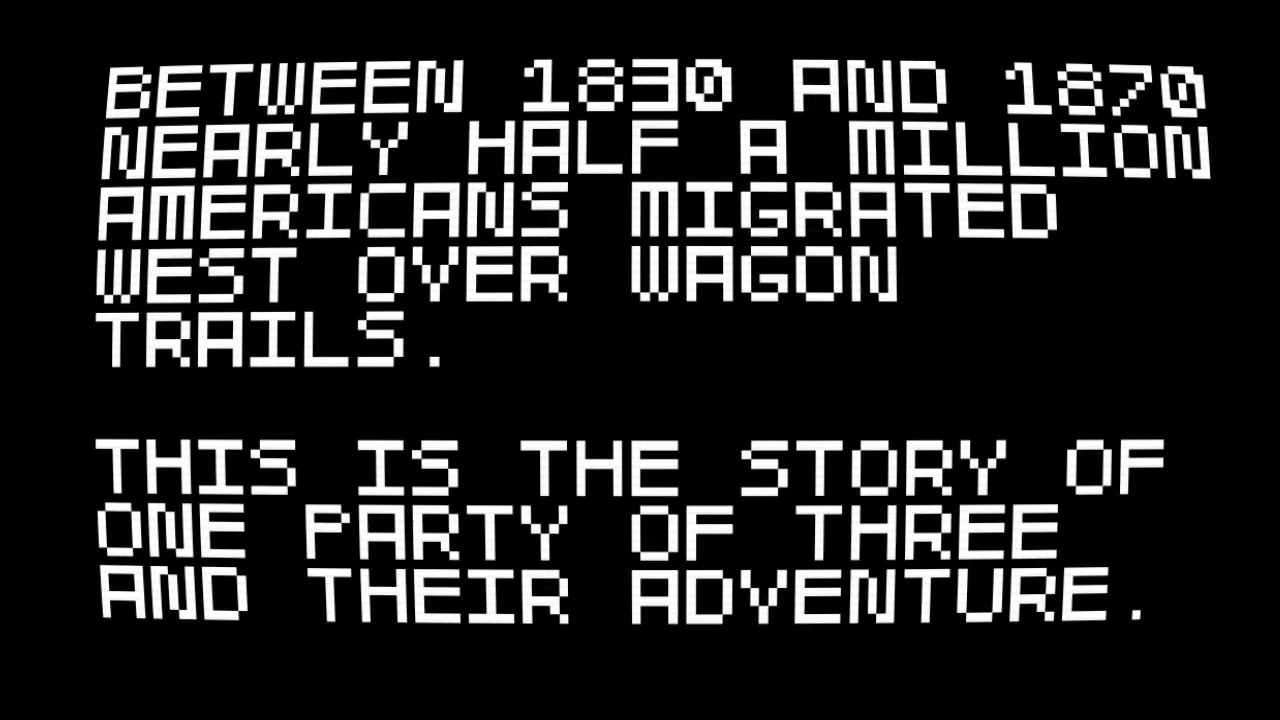 BETWEEN 1830 AND 1870
NEARLY HALF A MILLION
AMERICANS MIGRATED
WEST OVER WAGON
TRAILS.
THIS IS THE STORY OF
ONE PARTY OF THREE
AND THEIR ADVENTURE.